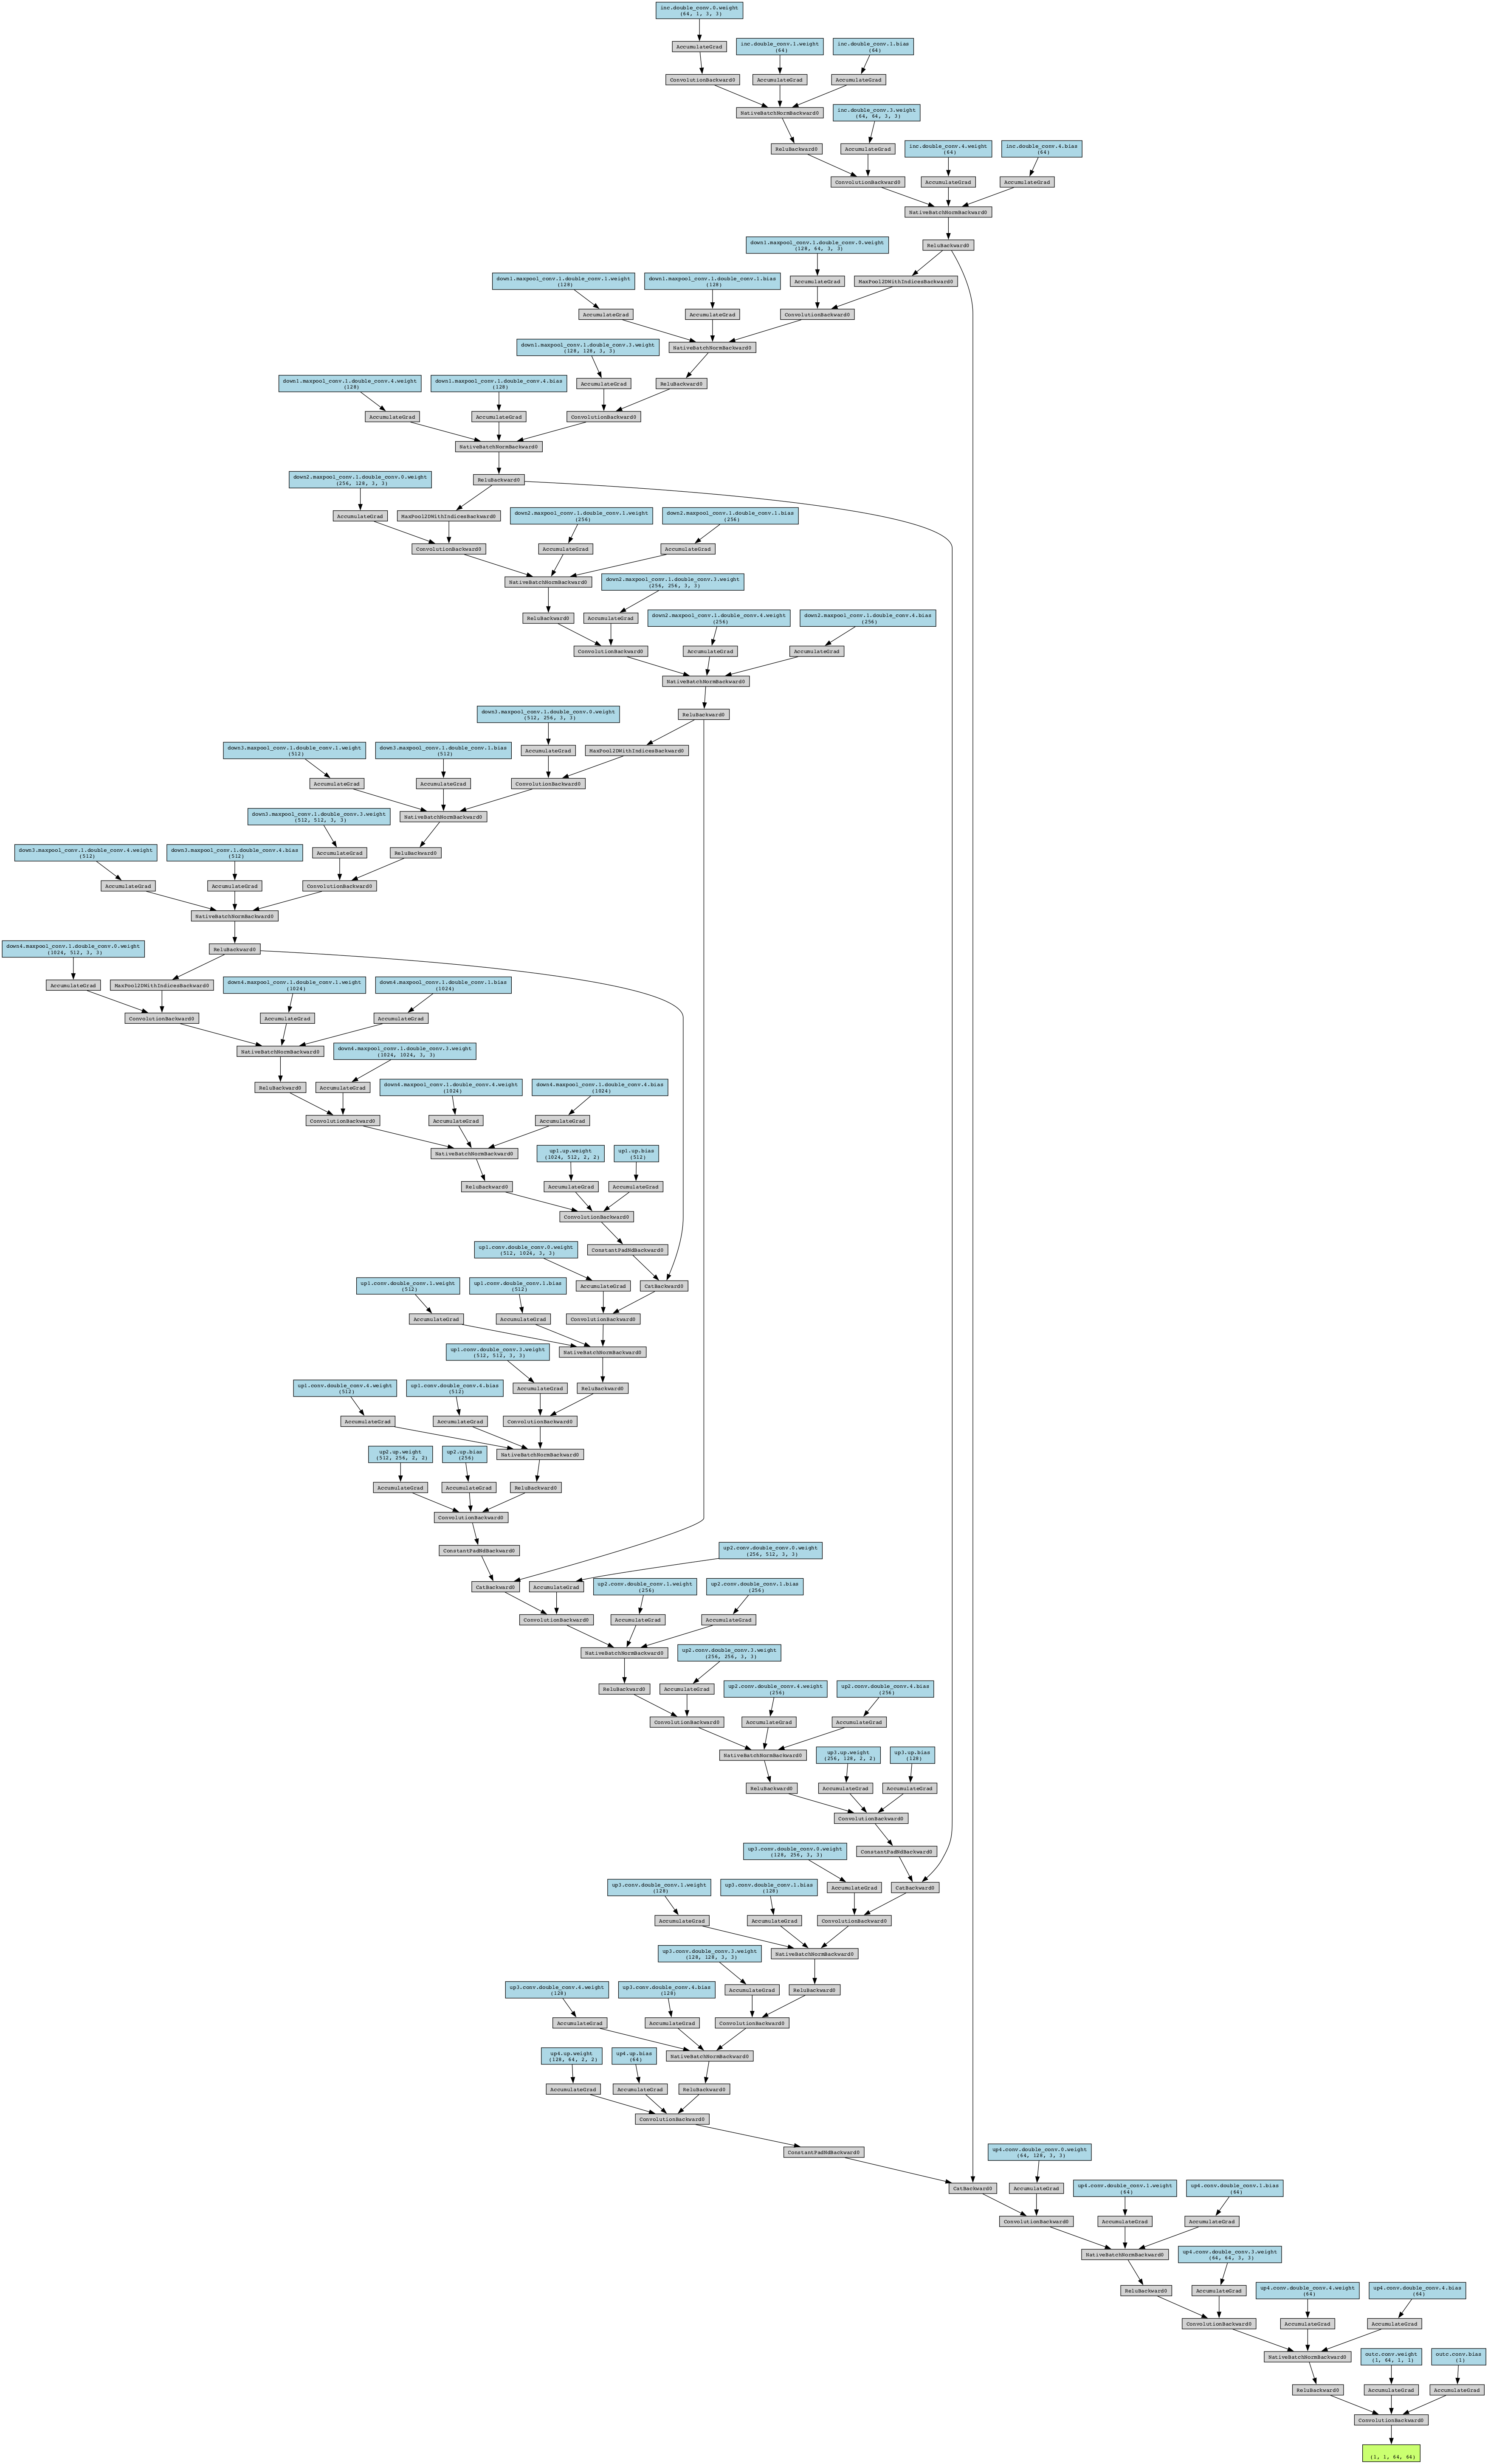 inc.double_conv.0.weight
(64, 1, 3, 3)
AccumulateGrad
inc.double_conv.1.weight
(64)
inc.double_conv.1.bias
(64)
ConvolutionBackward0
AccumulateGrad
AccumulateGrad
NativeBatchNormBackward0
inc.double_conv.3.weight
(64, 64, 3, 3)
ReluBackward0
AccumulateGrad
inc.double_conv.4.weight
(64)
inc.double_conv.4.bias
(64)
ConvolutionBackward0
AccumulateGrad
AccumulateGrad
NativeBatchNormBackward0
down1.maxpool_conv.1.double_conv.0.weight
(128, 64, 3, 3)
ReluBackward0
down1.maxpool_conv.1.double_conv.1.weight
(128)
down1.maxpool_conv.1.double_conv.1.bias
(128)
AccumulateGrad
MaxPool2DWithIndicesBackward0
AccumulateGrad
AccumulateGrad
ConvolutionBackward0
down1.maxpool_conv.1.double_conv.3.weight
(128, 128, 3, 3)
NativeBatchNormBackward0
down1.maxpool_conv.1.double_conv.4.weight
(128)
down1.maxpool_conv.1.double_conv.4.bias
(128)
AccumulateGrad
ReluBackward0
AccumulateGrad
AccumulateGrad
ConvolutionBackward0
NativeBatchNormBackward0
down2.maxpool_conv.1.double_conv.0.weight
(256, 128, 3, 3)
ReluBackward0
AccumulateGrad
MaxPool2DWithIndicesBackward0
down2.maxpool_conv.1.double_conv.1.weight
(256)
down2.maxpool_conv.1.double_conv.1.bias
(256)
ConvolutionBackward0
AccumulateGrad
AccumulateGrad
NativeBatchNormBackward0
down2.maxpool_conv.1.double_conv.3.weight
(256, 256, 3, 3)
ReluBackward0
AccumulateGrad
down2.maxpool_conv.1.double_conv.4.weight
(256)
down2.maxpool_conv.1.double_conv.4.bias
(256)
ConvolutionBackward0
AccumulateGrad
AccumulateGrad
NativeBatchNormBackward0
down3.maxpool_conv.1.double_conv.0.weight
(512, 256, 3, 3)
ReluBackward0
down3.maxpool_conv.1.double_conv.1.weight
(512)
down3.maxpool_conv.1.double_conv.1.bias
(512)
AccumulateGrad
MaxPool2DWithIndicesBackward0
AccumulateGrad
AccumulateGrad
ConvolutionBackward0
down3.maxpool_conv.1.double_conv.3.weight
(512, 512, 3, 3)
NativeBatchNormBackward0
down3.maxpool_conv.1.double_conv.4.weight
(512)
down3.maxpool_conv.1.double_conv.4.bias
(512)
AccumulateGrad
ReluBackward0
AccumulateGrad
AccumulateGrad
ConvolutionBackward0
NativeBatchNormBackward0
down4.maxpool_conv.1.double_conv.0.weight
(1024, 512, 3, 3)
ReluBackward0
AccumulateGrad
MaxPool2DWithIndicesBackward0
down4.maxpool_conv.1.double_conv.1.weight
(1024)
down4.maxpool_conv.1.double_conv.1.bias
(1024)
ConvolutionBackward0
AccumulateGrad
AccumulateGrad
NativeBatchNormBackward0
down4.maxpool_conv.1.double_conv.3.weight
(1024, 1024, 3, 3)
ReluBackward0
AccumulateGrad
down4.maxpool_conv.1.double_conv.4.weight
(1024)
down4.maxpool_conv.1.double_conv.4.bias
(1024)
ConvolutionBackward0
AccumulateGrad
AccumulateGrad
NativeBatchNormBackward0
up1.up.weight
(1024, 512, 2, 2)
up1.up.bias
(512)
ReluBackward0
AccumulateGrad
AccumulateGrad
ConvolutionBackward0
up1.conv.double_conv.0.weight
(512, 1024, 3, 3)
ConstantPadNdBackward0
up1.conv.double_conv.1.weight
(512)
up1.conv.double_conv.1.bias
(512)
AccumulateGrad
CatBackward0
AccumulateGrad
AccumulateGrad
ConvolutionBackward0
up1.conv.double_conv.3.weight
(512, 512, 3, 3)
NativeBatchNormBackward0
up1.conv.double_conv.4.weight
(512)
up1.conv.double_conv.4.bias
(512)
AccumulateGrad
ReluBackward0
AccumulateGrad
AccumulateGrad
ConvolutionBackward0
up2.up.weight
(512, 256, 2, 2)
up2.up.bias
(256)
NativeBatchNormBackward0
AccumulateGrad
AccumulateGrad
ReluBackward0
ConvolutionBackward0
ConstantPadNdBackward0
up2.conv.double_conv.0.weight
(256, 512, 3, 3)
CatBackward0
AccumulateGrad
up2.conv.double_conv.1.weight
(256)
up2.conv.double_conv.1.bias
(256)
ConvolutionBackward0
AccumulateGrad
AccumulateGrad
NativeBatchNormBackward0
up2.conv.double_conv.3.weight
(256, 256, 3, 3)
ReluBackward0
AccumulateGrad
up2.conv.double_conv.4.weight
(256)
up2.conv.double_conv.4.bias
(256)
ConvolutionBackward0
AccumulateGrad
AccumulateGrad
NativeBatchNormBackward0
up3.up.weight
(256, 128, 2, 2)
up3.up.bias
(128)
ReluBackward0
AccumulateGrad
AccumulateGrad
ConvolutionBackward0
up3.conv.double_conv.0.weight
(128, 256, 3, 3)
ConstantPadNdBackward0
up3.conv.double_conv.1.weight
(128)
up3.conv.double_conv.1.bias
(128)
AccumulateGrad
CatBackward0
AccumulateGrad
AccumulateGrad
ConvolutionBackward0
up3.conv.double_conv.3.weight
(128, 128, 3, 3)
NativeBatchNormBackward0
up3.conv.double_conv.4.weight
(128)
up3.conv.double_conv.4.bias
(128)
AccumulateGrad
ReluBackward0
AccumulateGrad
AccumulateGrad
ConvolutionBackward0
up4.up.weight
(128, 64, 2, 2)
up4.up.bias
(64)
NativeBatchNormBackward0
AccumulateGrad
AccumulateGrad
ReluBackward0
ConvolutionBackward0
ConstantPadNdBackward0
up4.conv.double_conv.0.weight
(64, 128, 3, 3)
CatBackward0
AccumulateGrad
up4.conv.double_conv.1.weight
(64)
up4.conv.double_conv.1.bias
(64)
ConvolutionBackward0
AccumulateGrad
AccumulateGrad
NativeBatchNormBackward0
up4.conv.double_conv.3.weight
(64, 64, 3, 3)
ReluBackward0
AccumulateGrad
up4.conv.double_conv.4.weight
(64)
up4.conv.double_conv.4.bias
(64)
ConvolutionBackward0
AccumulateGrad
AccumulateGrad
NativeBatchNormBackward0
outc.conv.weight
(1, 64, 1, 1)
outc.conv.bias
(1)
ReluBackward0
AccumulateGrad
AccumulateGrad
ConvolutionBackward0
(1, 1, 64, 64)